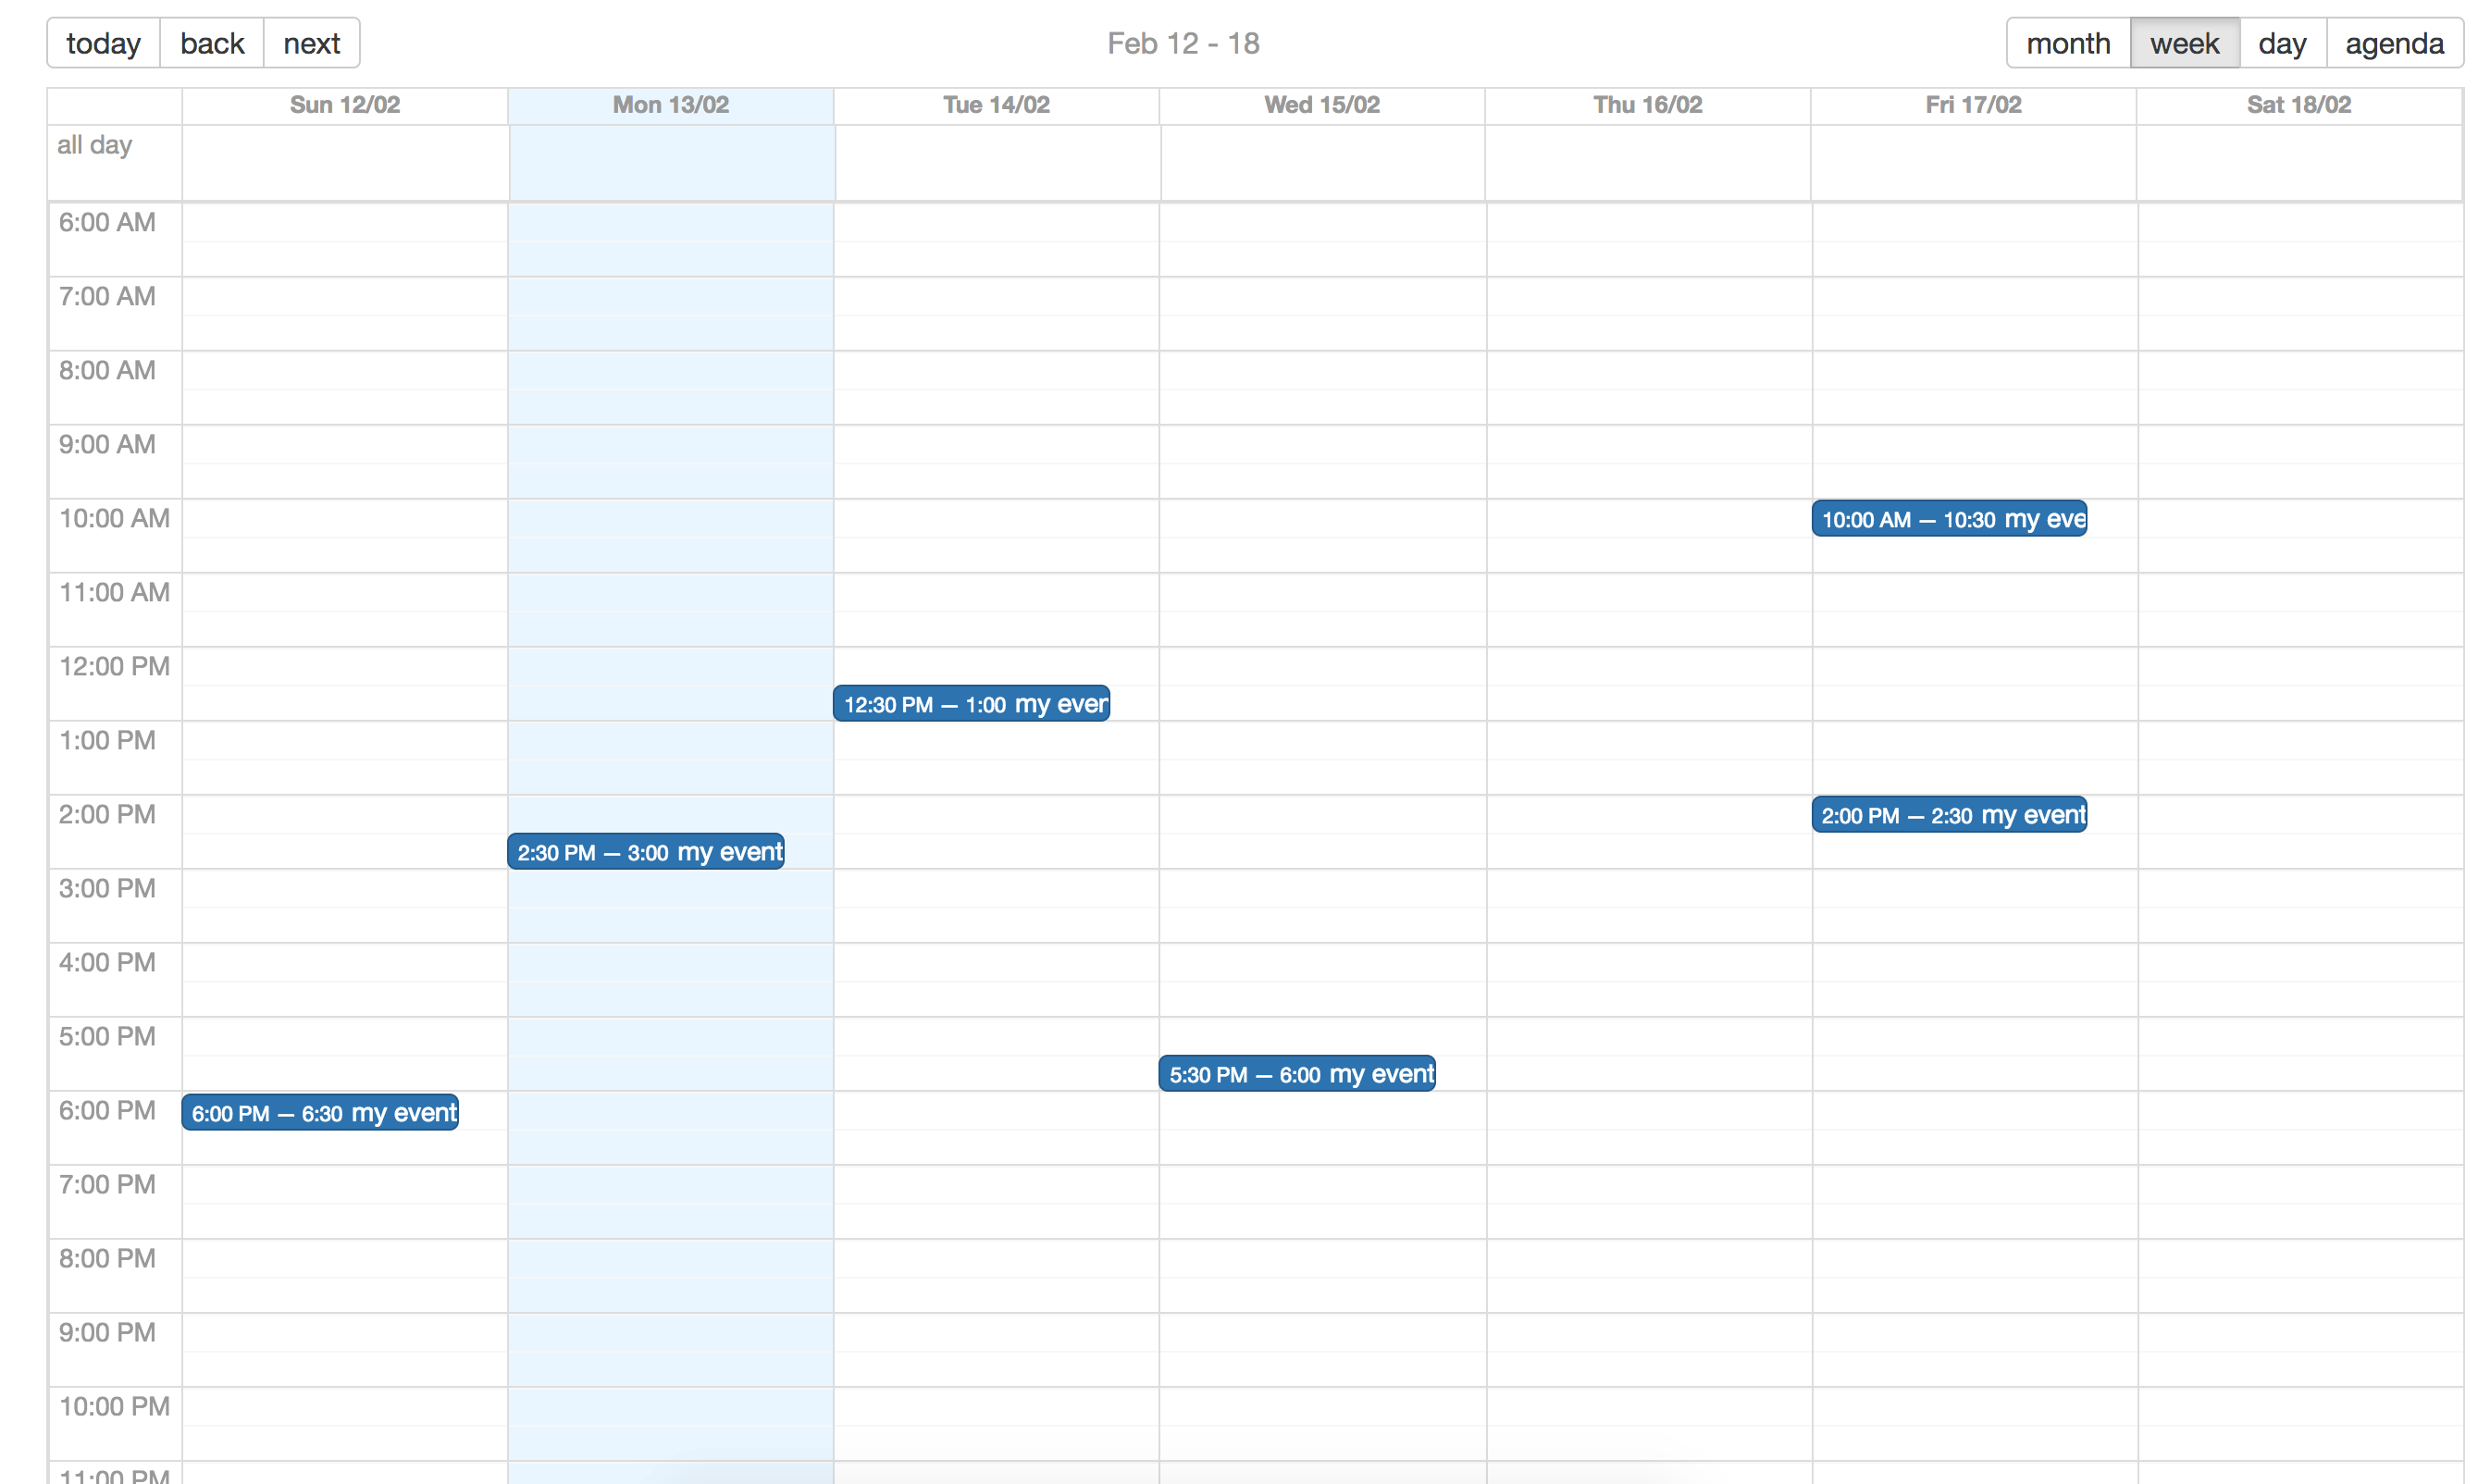 today back next
Feb 12 - 18
month week day agenda
Sun 12/02 Mon 13/02 Tue 14/02 Wed 15/02 Thu 16/02 Fri 17/02 Sat 18/02
all day
6:00 AM
7:00 AM
8:00 AM
9:00 AM
10:00 AM
10:00 AM — 10:30 my eve
11:00 AM
12:00 PM
12:30 PM — 1:00 my ever
1:00 PM
2:00 PM
2:00 PM — 2:30 my event
2:30 PM — 3:00 my event
3:00 PM
4:00 PM
5:00 PM
5:30 PM — 6:00 my event
6:00 PM
6:00 PM — 6:30 my event
7:00 PM
8:00 PM
9:00 PM
10:00 PM
11:00 PM